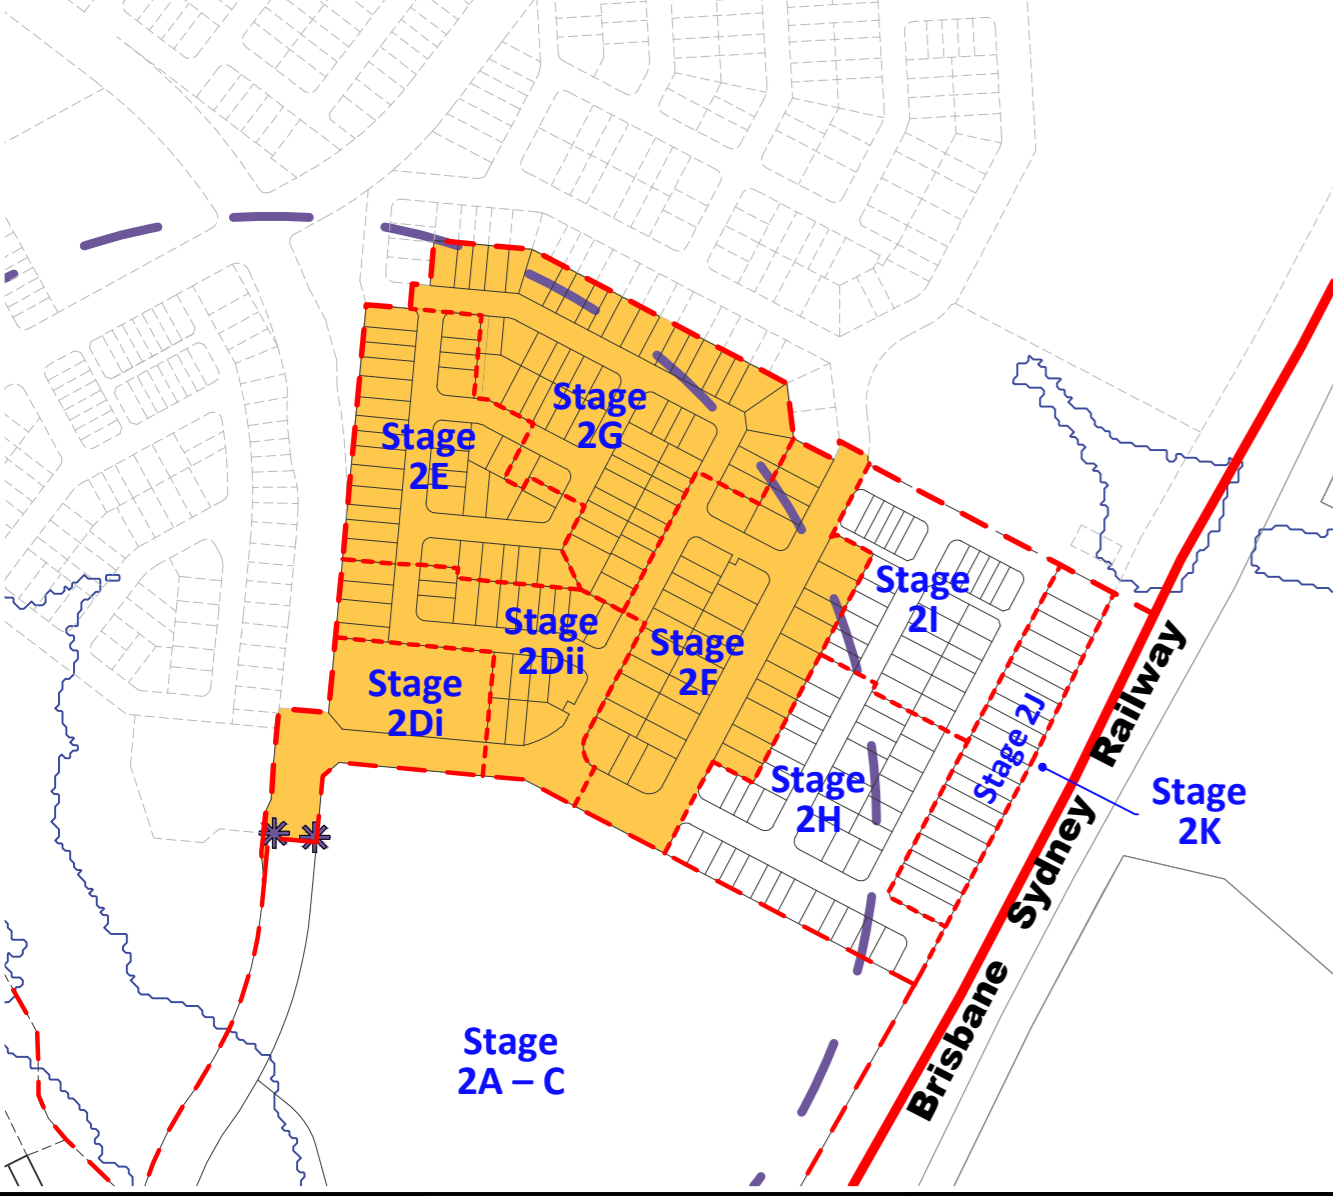 Stage
2G
Stage
2E
Stage
2I
Stage
2Dii
Stage
2F
Stage
2Di
Stage 2J
Stage
2H
Stage
2K
Brisbane Sydney Railway
Stage
2A – C